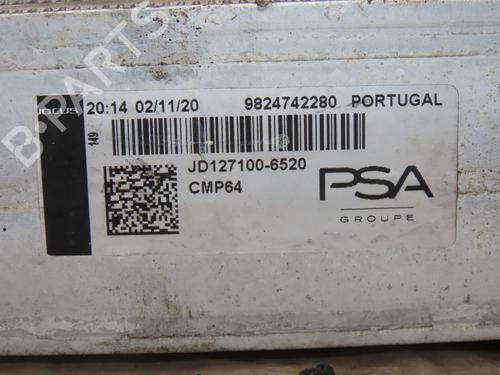 B-PARTS
20:14 02/11/20 9824742280 PORTUGAL
149
JD127100-6520
CMP64
PSA
GROUPE